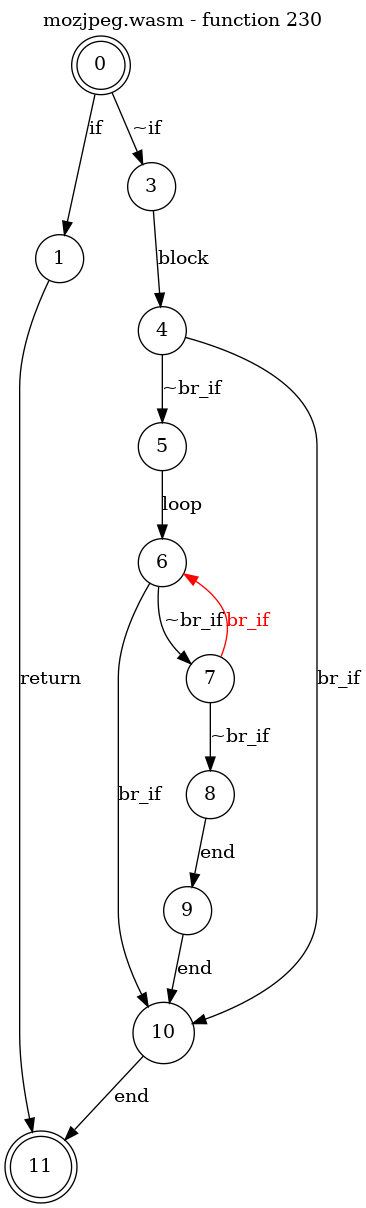 mozjpeg.wasm - function 230
0
if
~if
3
1
block
4
~br_if
5
loop
6
~br_if
br_if
7
return
br_if
~br_if
br_if
8
end
9
end
10
end
11